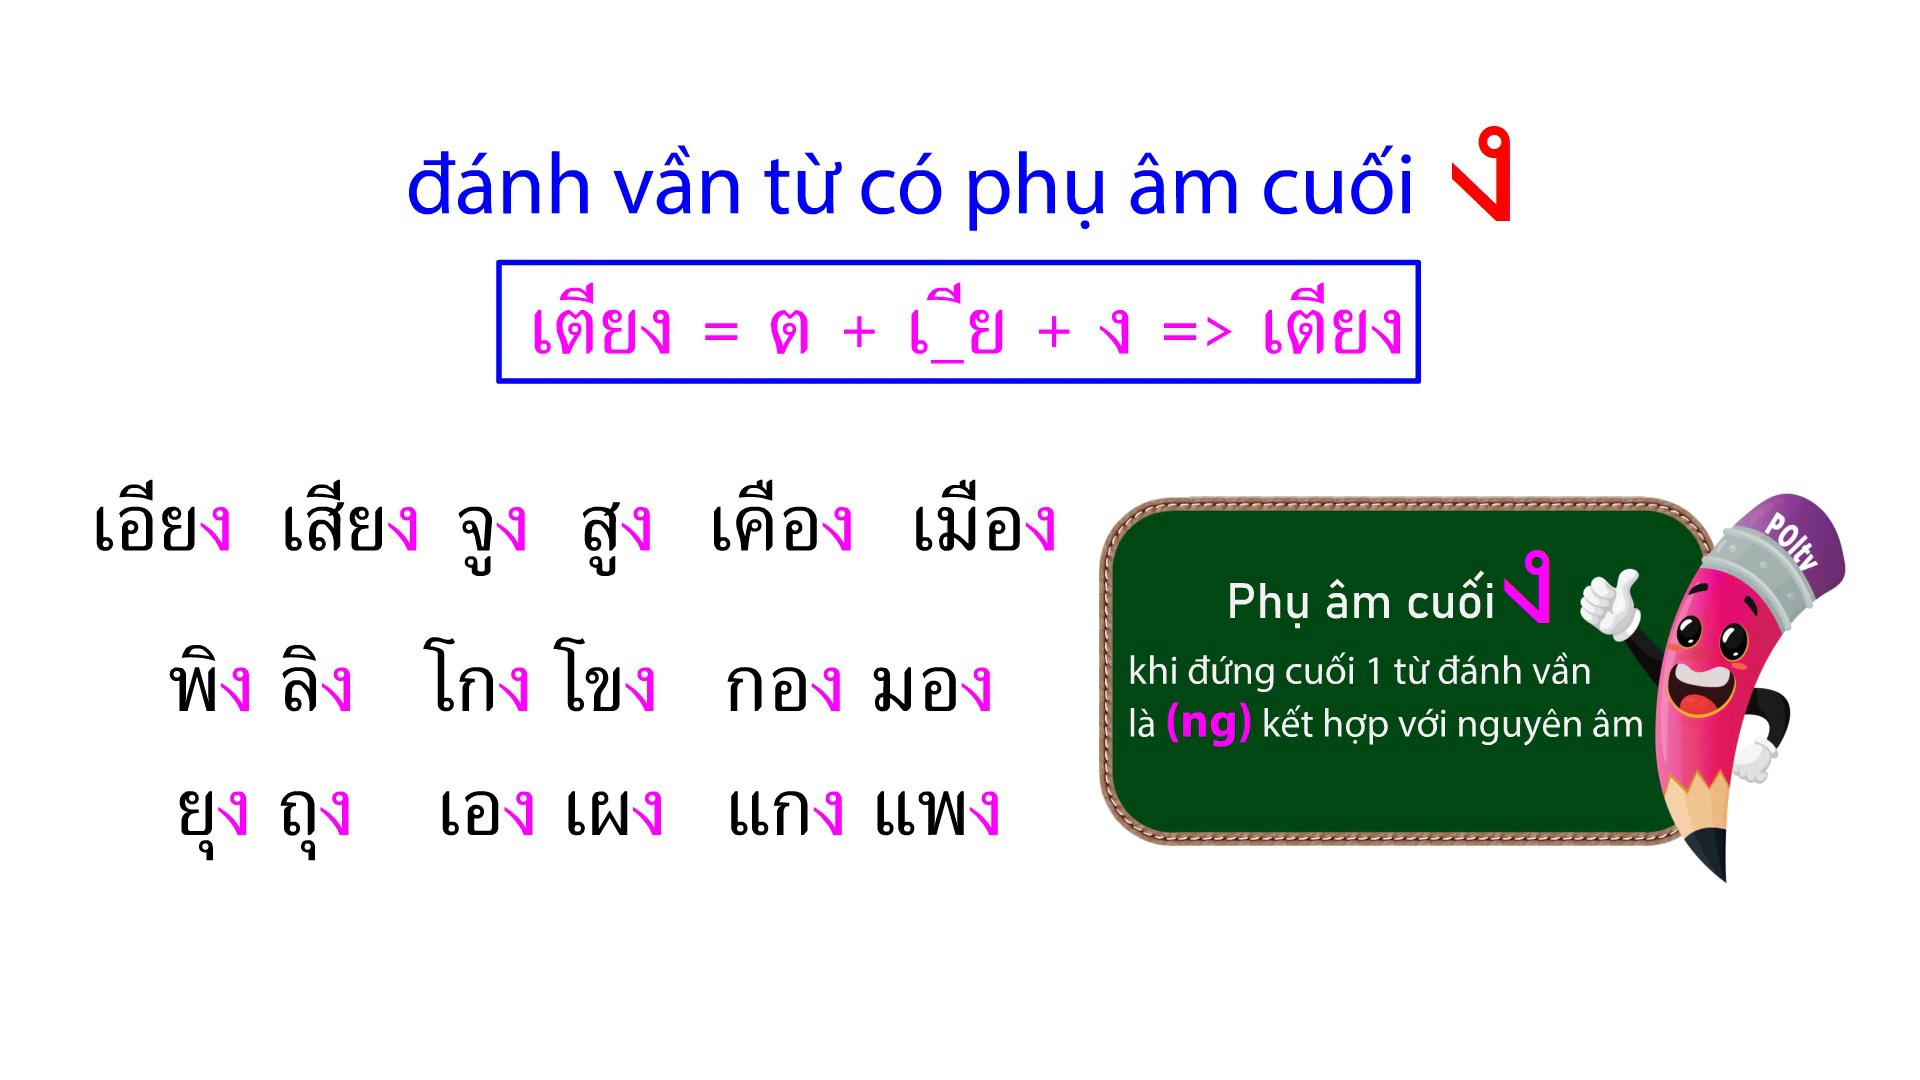 đánh vần từ có phụ âm cuối ง
เตียง = ต + เ_ีย + ง => เตียง
เอียง เสียง จูง สูง เคือง เมือง
พิง ลิง โกง โขง กอง มอง
ยุง ถุง เอง เผง แกง แพง
Phụ âm cuối ง
khi đứng cuối 1 từ đánh vần
là (ng) kết hợp với nguyên âm
POlty